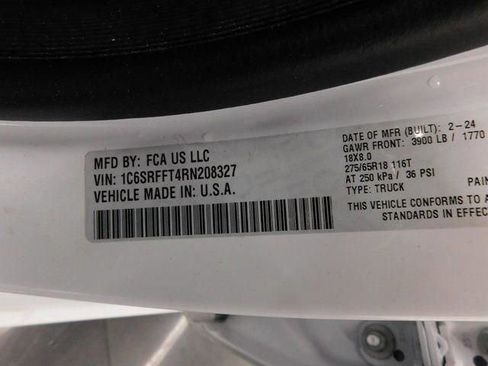 MFD BY: FCA US LLC
VIN: 1C6SRFFT4RN208327
VEHICLE MADE IN: U.S.A.
DATE OF MFR (BUILT): 2-24
GAWR FRONT: 3900 LB / 1770
18X8.0
275/65R18 116T
AT 250 kPa / 36 PSI
TYPE: TRUCK
PAIN
THIS VEHICLE CONFORMS TO A
STANDARDS IN EFFEC